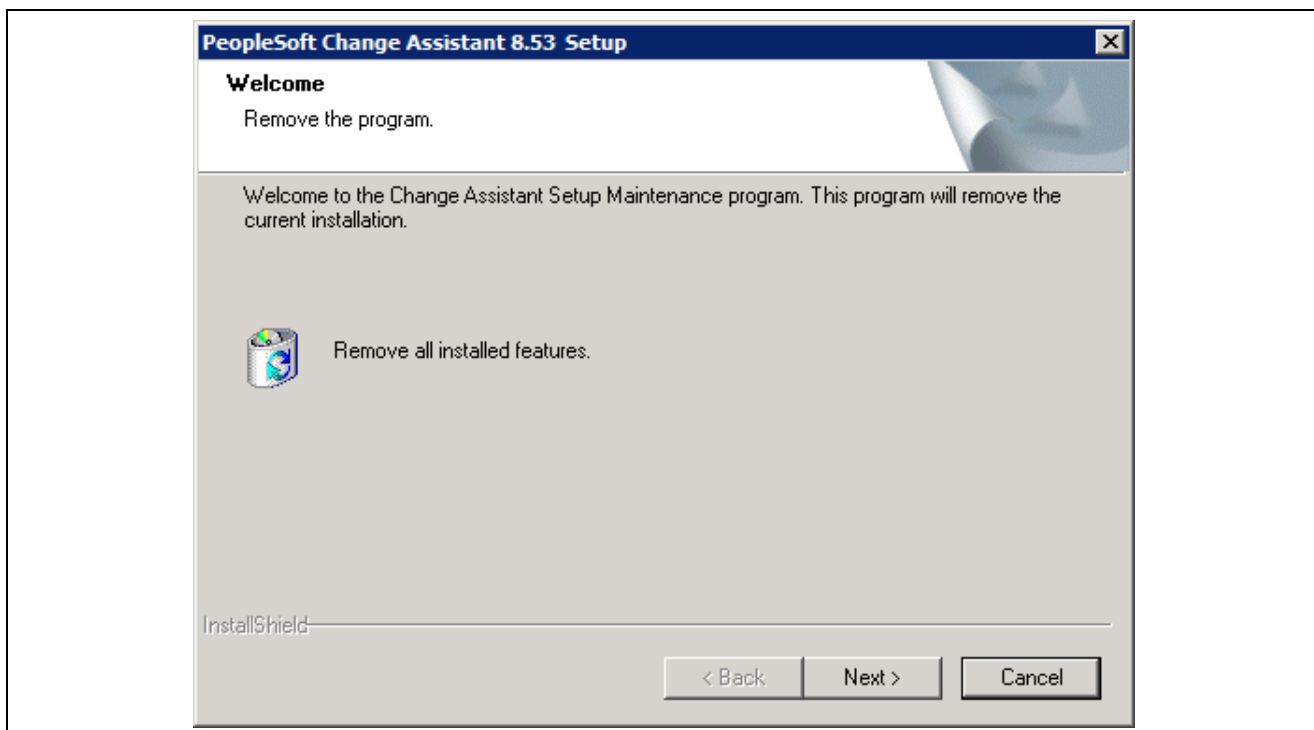 PeopleSoft Change Assistant 8.53 Setup
Welcome
Remove the program.
Welcome to the Change Assistant Setup Maintenance program. This program will remove the
current installation.
Remove all installed features.
InstallShield
< Back
Next >
Cancel